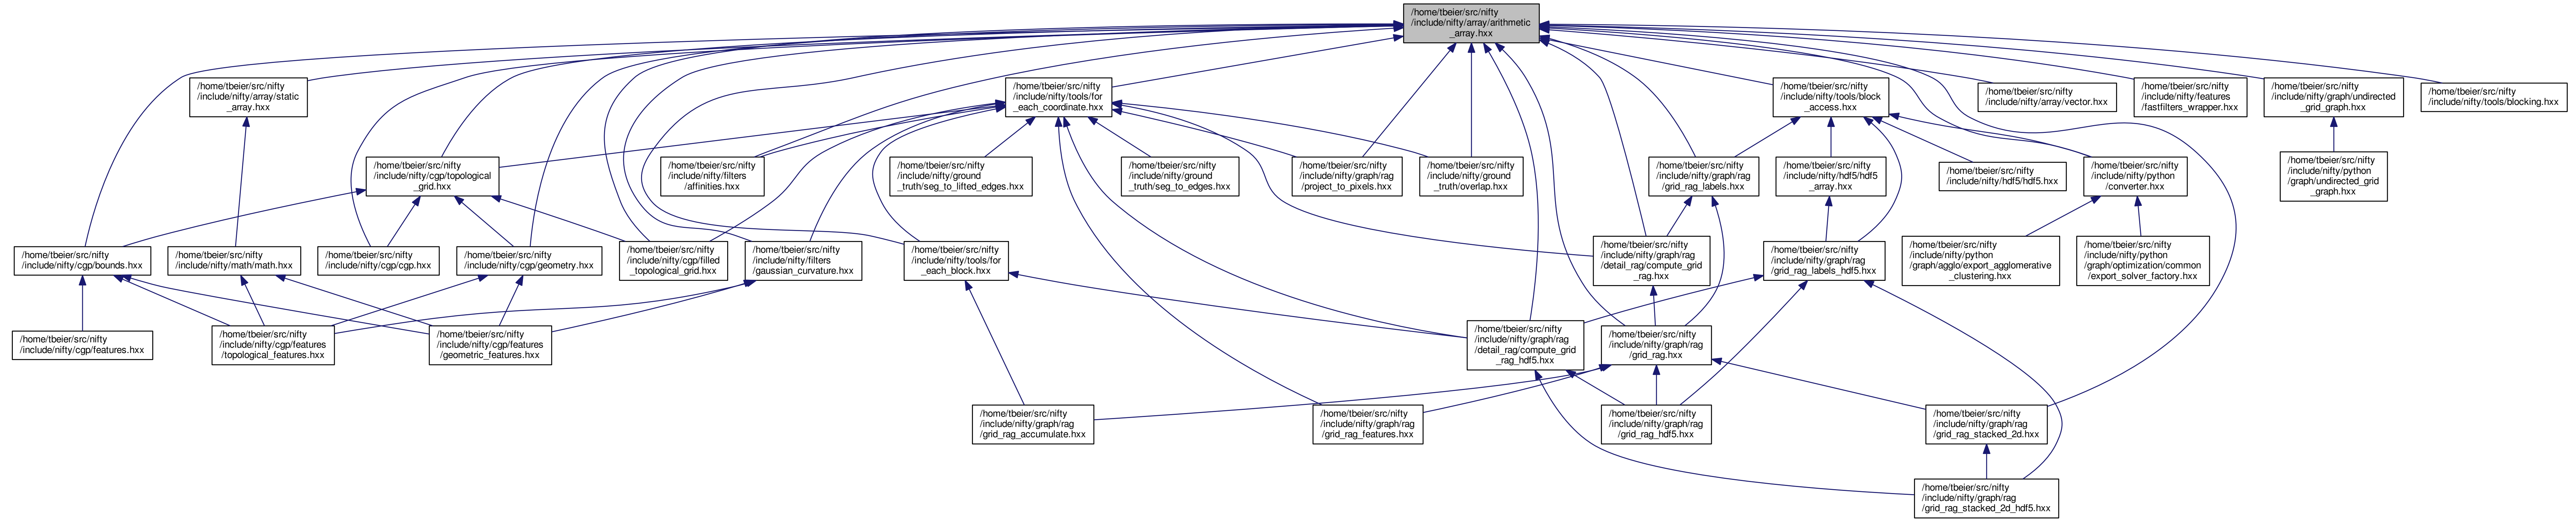 /home/tbeier/src/nifty
/include/nifty/array/arithmetic
_array.hxx
/home/tbeier/src/nifty
/include/nifty/array/static
_array.hxx
/home/tbeier/src/nifty
/include/nifty/tools/for
_each_coordinate.hxx
/home/tbeier/src/nifty
/include/nifty/tools/block
_access.hxx
/home/tbeier/src/nifty
/include/nifty/array/vector.hxx
/home/tbeier/src/nifty
/include/nifty/features
/fastfilters_wrapper.hxx
/home/tbeier/src/nifty
/include/nifty/graph/undirected
_grid_graph.hxx
/home/tbeier/src/nifty
/include/nifty/tools/blocking.hxx
/home/tbeier/src/nifty
/include/nifty/cgp/topological
_grid.hxx
/home/tbeier/src/nifty
/include/nifty/filters
/affinities.hxx
/home/tbeier/src/nifty
/include/nifty/ground
_truth/seg_to_lifted_edges.hxx
/home/tbeier/src/nifty
/include/nifty/ground
_truth/seg_to_edges.hxx
/home/tbeier/src/nifty
/include/nifty/graph/rag
/project_to_pixels.hxx
/home/tbeier/src/nifty
/include/nifty/ground
_truth/overlap.hxx
/home/tbeier/src/nifty
/include/nifty/graph/rag
/grid_rag_labels.hxx
/home/tbeier/src/nifty
/include/nifty/hdf5/hdf5
_array.hxx
/home/tbeier/src/nifty
/include/nifty/hdf5/hdf5.hxx
/home/tbeier/src/nifty
/include/nifty/python
/converter.hxx
/home/tbeier/src/nifty
/include/nifty/python
/graph/undirected_grid
_graph.hxx
/home/tbeier/src/nifty
/include/nifty/cgp/bounds.hxx
/home/tbeier/src/nifty
/include/nifty/math/math.hxx
/home/tbeier/src/nifty
/include/nifty/cgp/cgp.hxx
/home/tbeier/src/nifty
/include/nifty/cgp/geometry.hxx
/home/tbeier/src/nifty
/include/nifty/cgp/filled
_topological_grid.hxx
/home/tbeier/src/nifty
/include/nifty/filters
/gaussian_curvature.hxx
/home/tbeier/src/nifty
/include/nifty/tools/for
_each_block.hxx
/home/tbeier/src/nifty
/include/nifty/graph/rag
/detail_rag/compute_grid
_rag.hxx
/home/tbeier/src/nifty
/include/nifty/graph/rag
/grid_rag_labels_hdf5.hxx
/home/tbeier/src/nifty
/include/nifty/python
/graph/agglo/export_agglomerative
_clustering.hxx
/home/tbeier/src/nifty
/include/nifty/python
/graph/optimization/common
/export_solver_factory.hxx
/home/tbeier/src/nifty
/include/nifty/cgp/features.hxx
/home/tbeier/src/nifty
/include/nifty/cgp/features
/topological_features.hxx
/home/tbeier/src/nifty
/include/nifty/cgp/features
/geometric_features.hxx
/home/tbeier/src/nifty
/include/nifty/graph/rag
/detail_rag/compute_grid
_rag_hdf5.hxx
/home/tbeier/src/nifty
/include/nifty/graph/rag
/grid_rag.hxx
/home/tbeier/src/nifty
/include/nifty/graph/rag
/grid_rag_accumulate.hxx
/home/tbeier/src/nifty
/include/nifty/graph/rag
/grid_rag_features.hxx
/home/tbeier/src/nifty
/include/nifty/graph/rag
/grid_rag_hdf5.hxx
/home/tbeier/src/nifty
/include/nifty/graph/rag
/grid_rag_stacked_2d.hxx
/home/tbeier/src/nifty
/include/nifty/graph/rag
/grid_rag_stacked_2d_hdf5.hxx